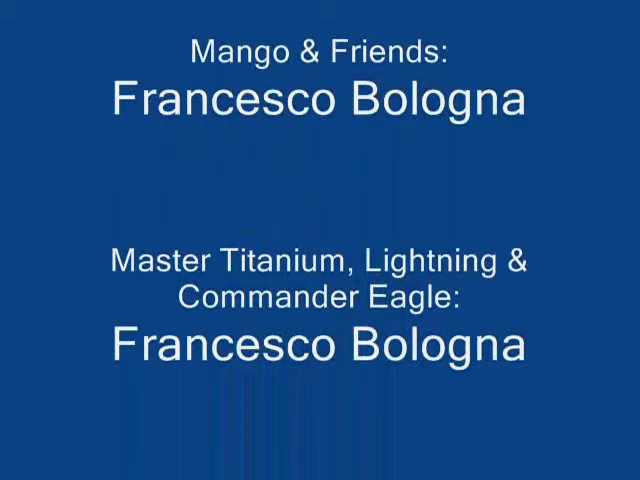 Mango & Friends:
Francesco Bologna
Master Titanium, Lightning &
Commander Eagle:
Francesco Bologna